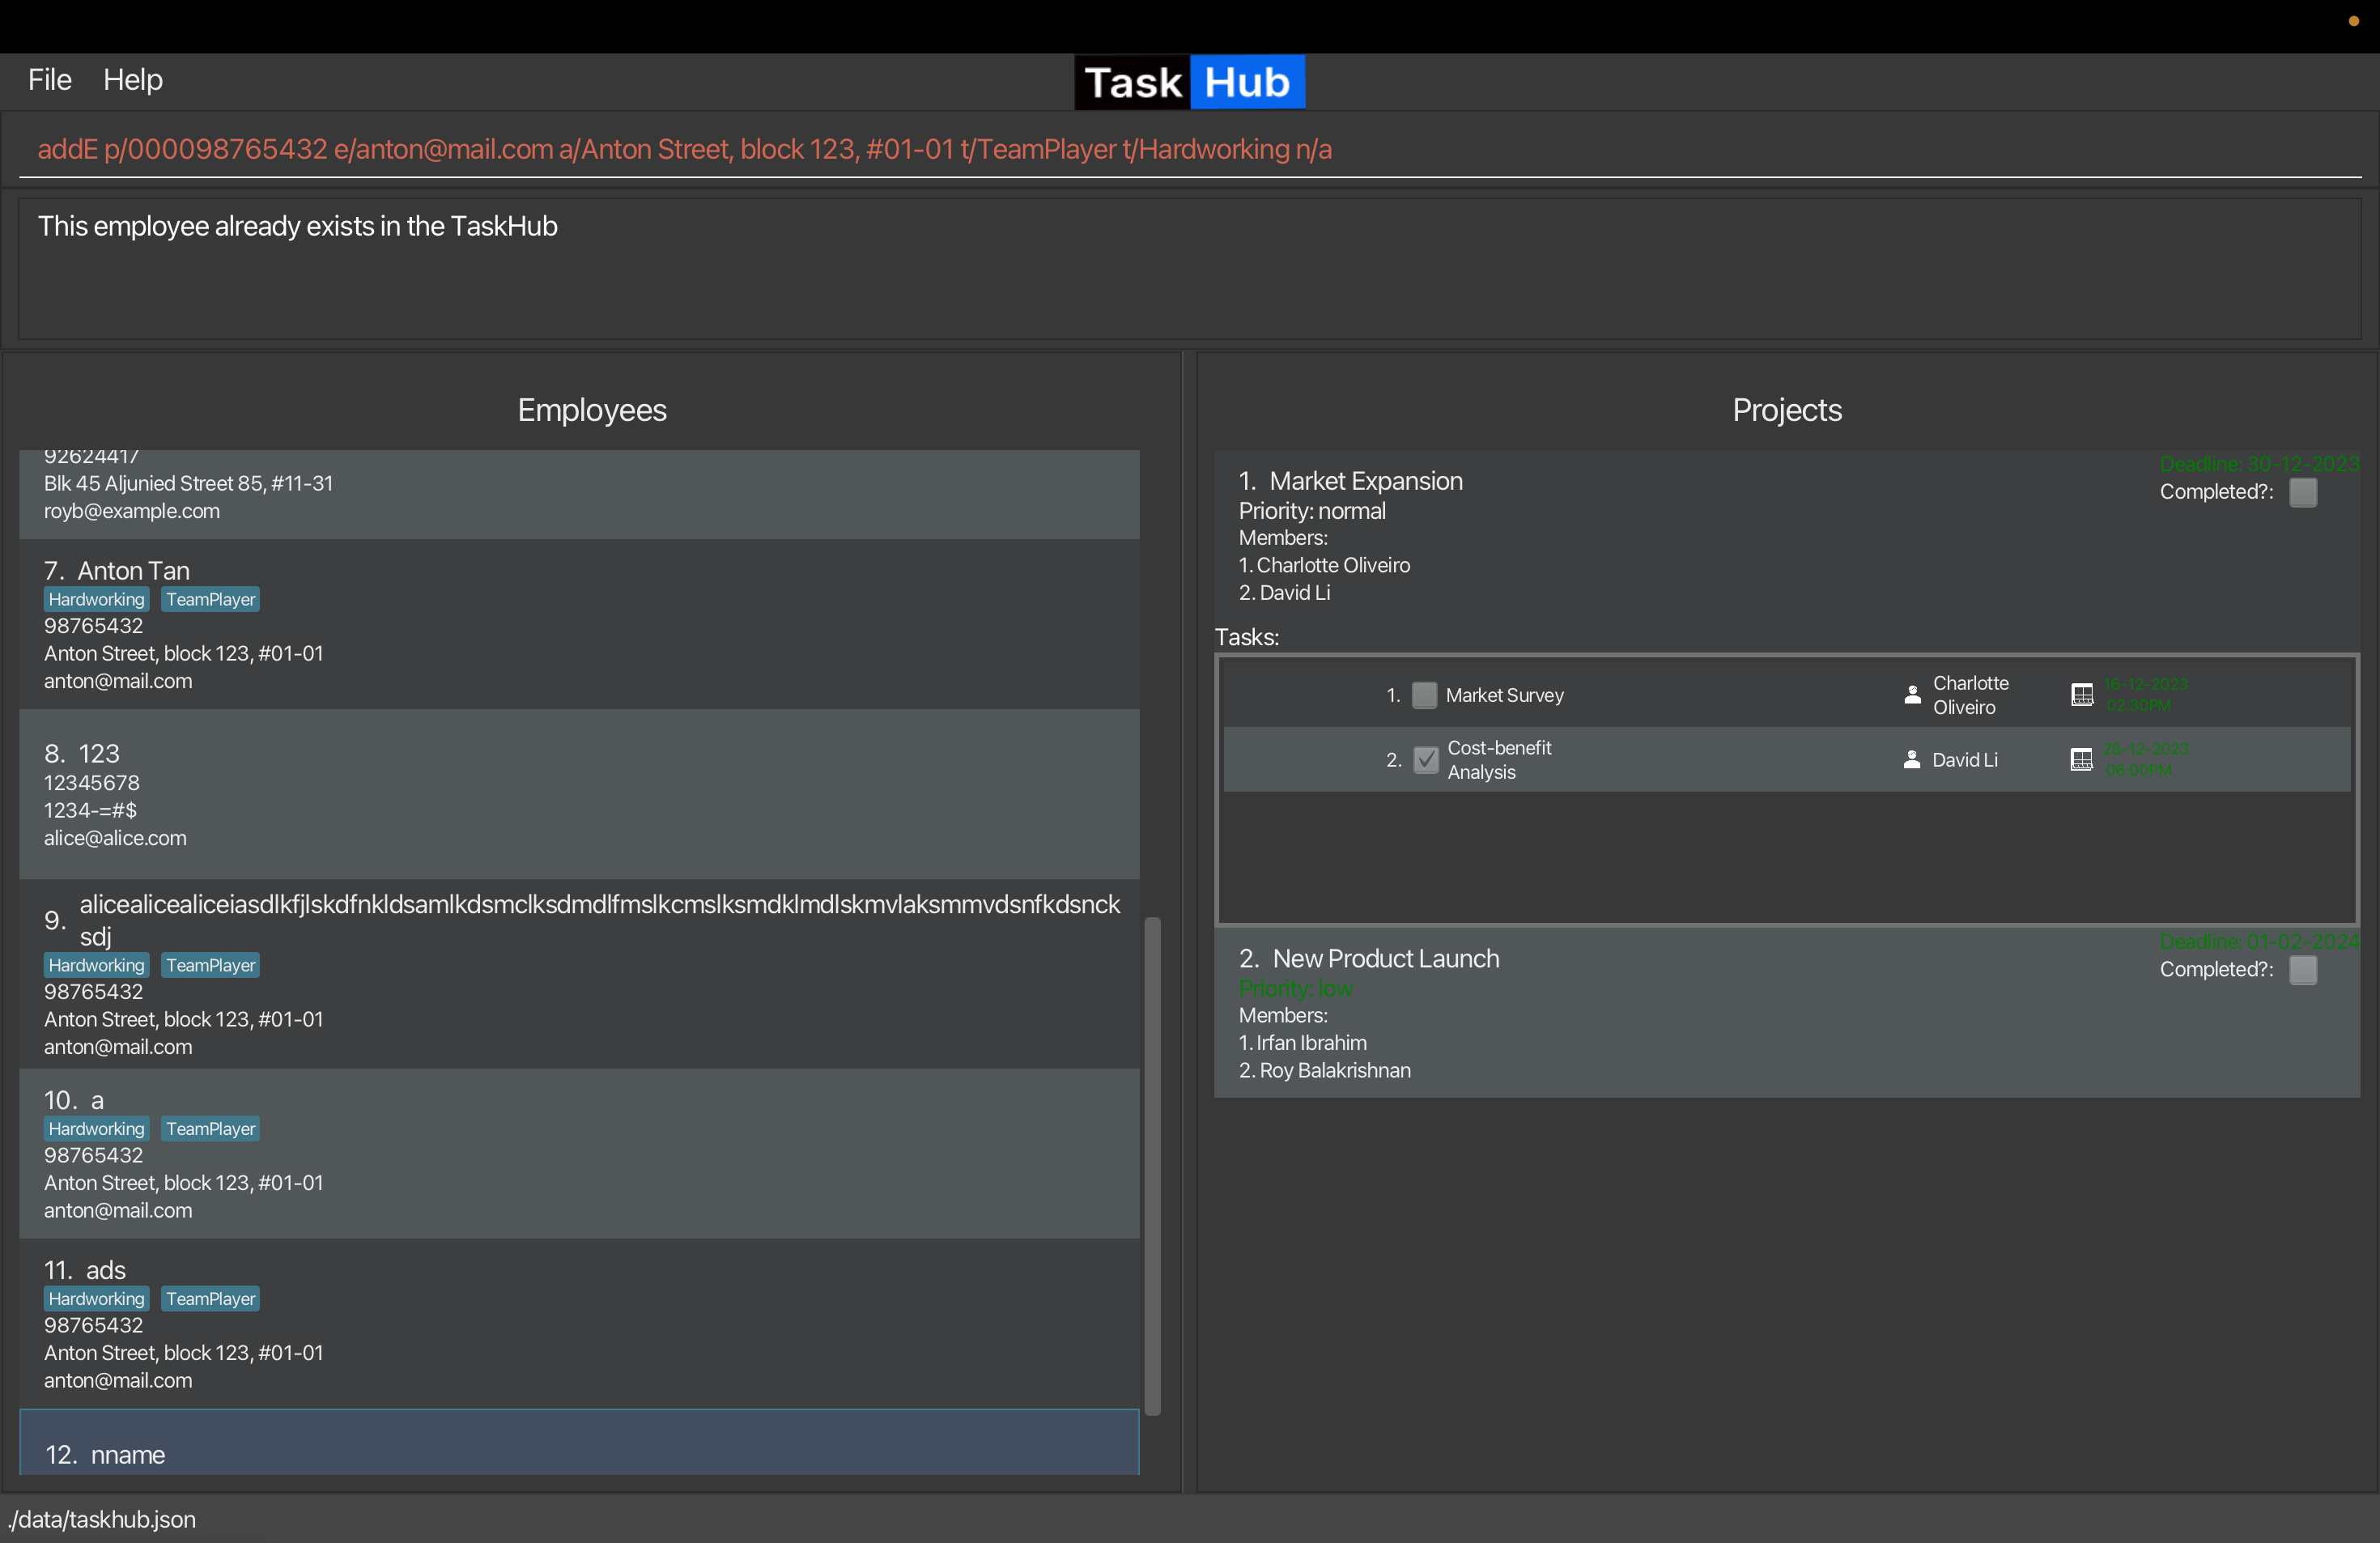 File Help
Task Hub
addE p/000098765432 e/anton@mail.com a/Anton Street, block 123, #01-01 t/TeamPlayer t/Hardworking n/a
This employee already exists in the TaskHub
Employees
92624417
Blk 45 Aljunied Street 85, #11-31
royb@example.com
7. Anton Tan
Hardworking TeamPlayer
98765432
Anton Street, block 123, #01-01
anton@mail.com
8. 123
12345678
1234-=#$
alice@alice.com
9. alicealicealiceiasdlkfjlskdfnkldsamlkdsmclksdmdlfmslkcmslksmdklmdlskmvlaksmmvdsnfkdsnck
sdj
Hardworking TeamPlayer
98765432
Anton Street, block 123, #01-01
anton@mail.com
10. a
Hardworking TeamPlayer
98765432
Anton Street, block 123, #01-01
anton@mail.com
11. ads
Hardworking TeamPlayer
98765432
Anton Street, block 123, #01-01
anton@mail.com
12. nname
Projects
1. Market Expansion
Deadline: 30-12-2023
Priority: normal
Completed?:
Members:
1. Charlotte Oliveiro
2. David Li
Tasks:
1. Market Survey
Charlotte
Oliveiro
16-12-2023
02:30PM
2. Cost-benefit
Analysis
David Li
28-12-2023
06:00PM
2. New Product Launch
Deadline: 01-02-2024
Priority: low
Completed?:
Members:
1. Irfan Ibrahim
2. Roy Balakrishnan
./data/taskhub.json